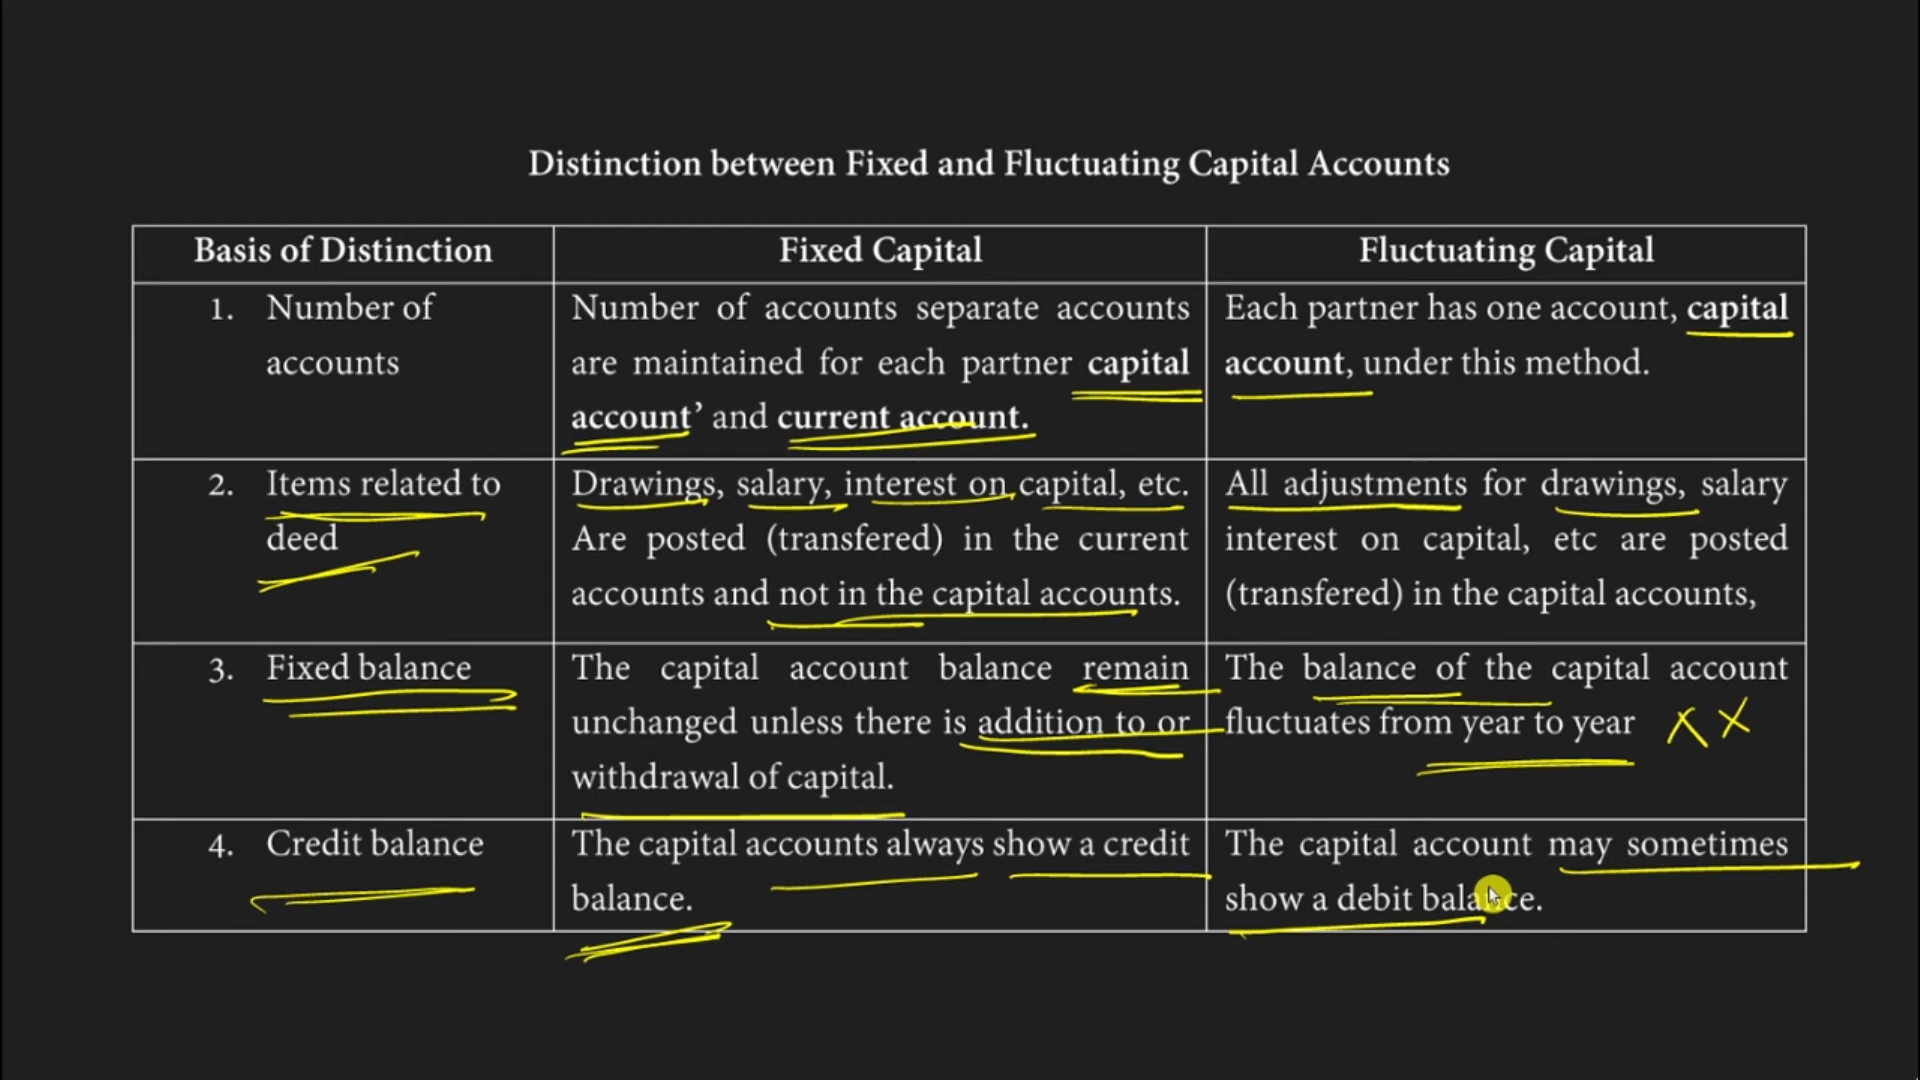 Distinction between Fixed and Fluctuating Capital Accounts
Basis of Distinction
Fixed Capital
Fluctuating Capital
1. Number of
accounts
Number of accounts separate accounts
are maintained for each partner capital
account’ and current account.
Each partner has one account, capital
account, under this method.
2. Items related to
deed
Drawings, salary, interest on capital, etc.
Are posted (transfered) in the current
accounts and not in the capital accounts.
All adjustments for drawings, salary
interest on capital, etc are posted
(transfered) in the capital accounts,
3. Fixed balance
The capital account balance remain
unchanged unless there is addition to or
withdrawal of capital.
The balance of the capital account
fluctuates from year to year X X
4. Credit balance
The capital accounts always show a credit
balance.
The capital account may sometimes
show a debit balance.